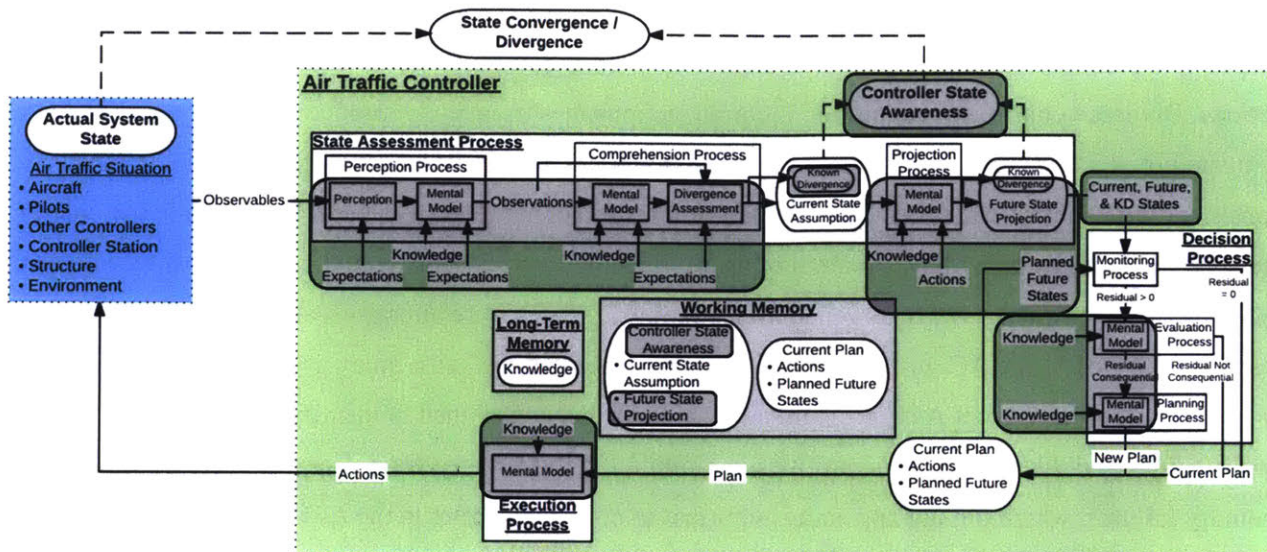 State Convergence /
Divergence
Air Traffic Controller
Controller State
Awareness
Actual System
State
Air Traffic Situation
• Aircraft
• Pilots
• Other Controllers
• Controller Station
• Structure
• Environment
Observables
State Assessment Process
Perception Process
Perception
Mental
Model
Observations
Knowledge
Expectations
Expectations
Comprehension Process
Mental
Model
Divergence
Assessment
Knowledge
Expectations
Known
Divergence
Current State
Assumption
Projection
Process
Mental
Model
Knowledge
Actions
Known
Divergence
Future State
Projection
Current, Future,
& KD States
Planned
Future
States
Decision
Process
Monitoring
Process
Residual
= 0
Residual > 0
Knowledge
Mental
Model
Evaluation
Process
Residual
Consequential
Residual Not
Consequential
Knowledge
Mental
Model
Planning
Process
New Plan
Current Plan
Long-Term
Memory
Knowledge
Working Memory
Controller State
Awareness
• Current State
Assumption
• Future State
Projection
Current Plan
• Actions
• Planned Future
States
Current Plan
• Actions
• Planned Future
States
Plan
Knowledge
Mental Model
Execution
Process
Actions